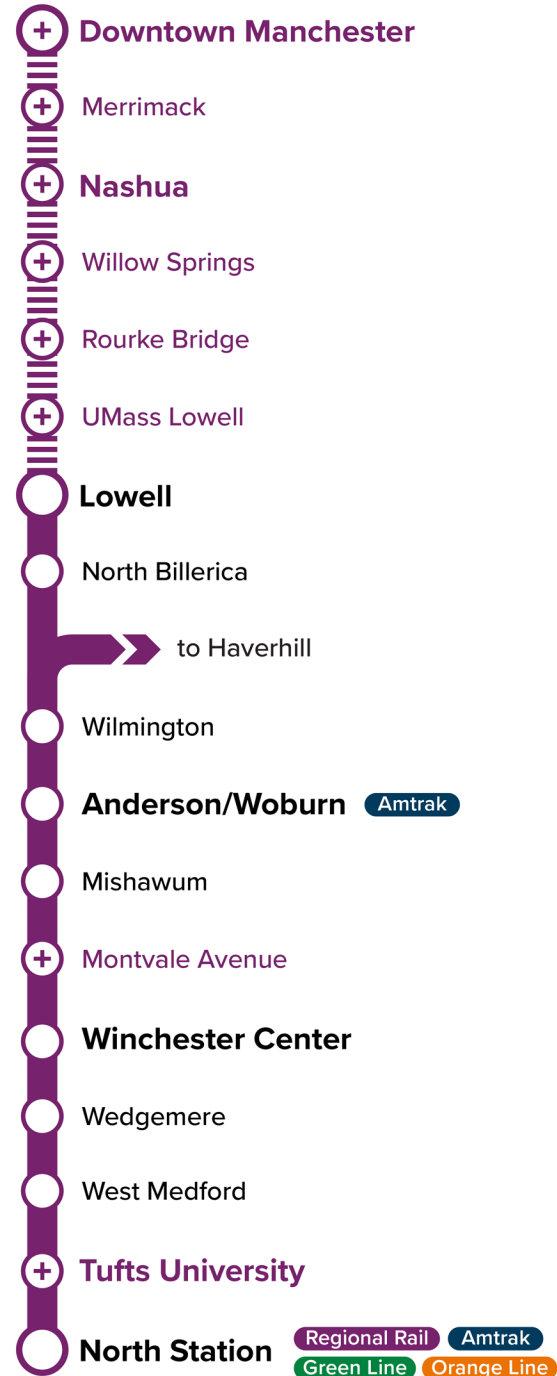 Downtown Manchester
Merrimack
Nashua
Willow Springs
Rourke Bridge
UMass Lowell
Lowell
North Billerica
to Haverhill
Wilmington
Anderson/Woburn Amtrak
Mishawum
Montvale Avenue
Winchester Center
Wedgemere
West Medford
Tufts University
North Station Regional Rail Amtrak
Green Line Orange Line